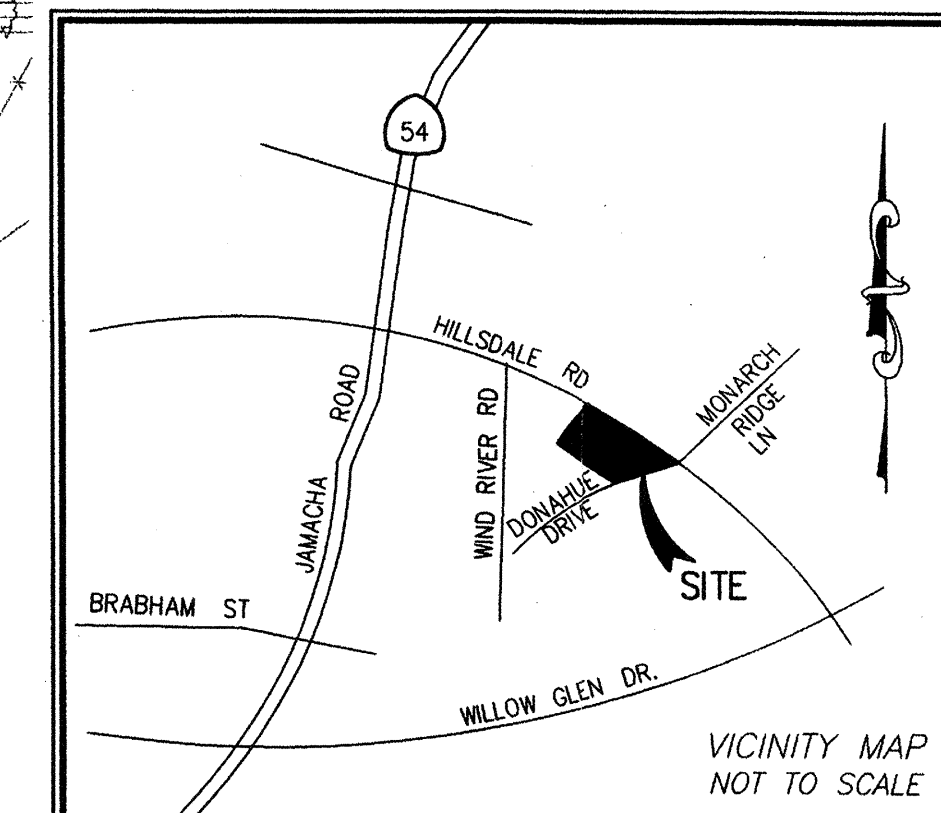 54
HILLSDALE RD
MONARCH
RIDGE
LN
JAMACHA ROAD
WIND RIVER RD
DONAHUE
DRIVE
SITE
BRABHAM ST
WILLOW GLEN DR.
VICINITY MAP
NOT TO SCALE